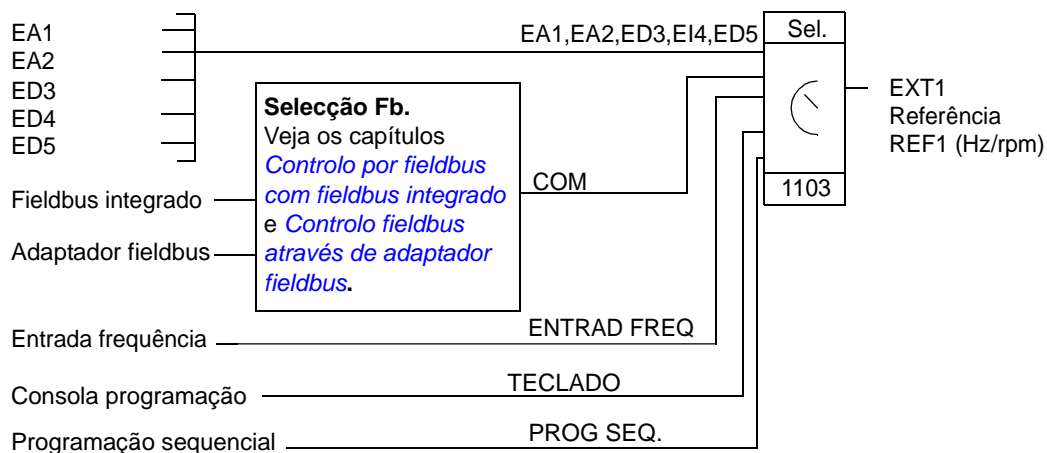 EA1
EA2
ED3
ED4
ED5
EA1,EA2,ED3,EI4,ED5
Sel.
1103
EXT1
Referência
REF1 (Hz/rpm)
Fieldbus integrado
Adaptador fieldbus
Selecção Fb.
Veja os capítulos
Controlo por fieldbus
com fieldbus integrado
e Controlo fieldbus
através de adaptador
fieldbus.
COM
Entrada frequência
ENTRAD FREQ
Consola programação
TECLADO
Programação sequencial
PROG SEQ.